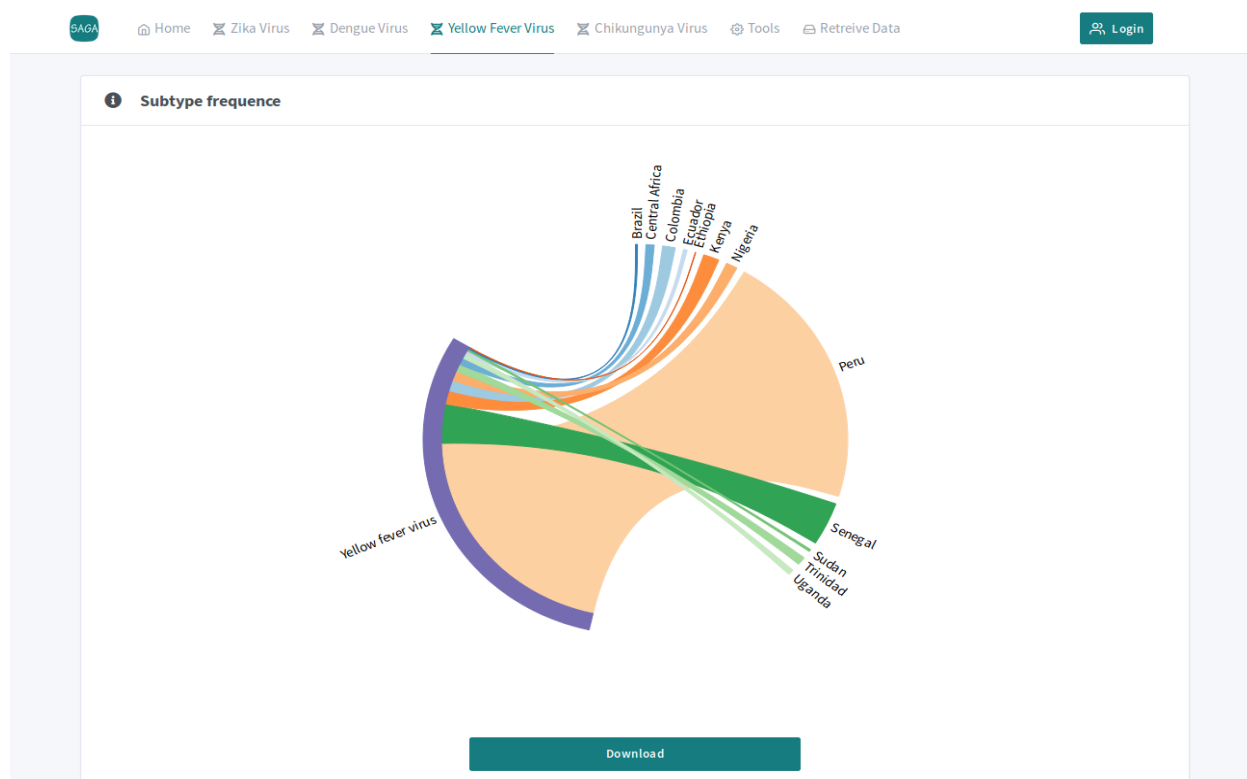 SAGA Home Zika Virus Dengue Virus Yellow Fever Virus Chikungunya Virus Tools Retreive Data Login
Subtype frequence
Brazil
Central Africa
Colombia
Ecuador
Ethiopia
Kenya
Nigeria
Peru
Senegal
Sudan
Trinidad
Uganda
Yellow fever virus
Download